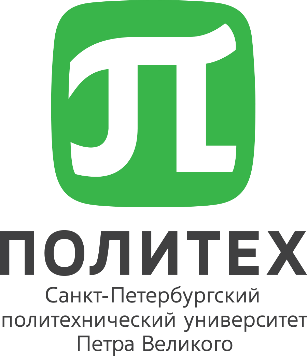 ПОЛИТЕХ
Санкт-Петербургский
политехнический университет
Петра Великого